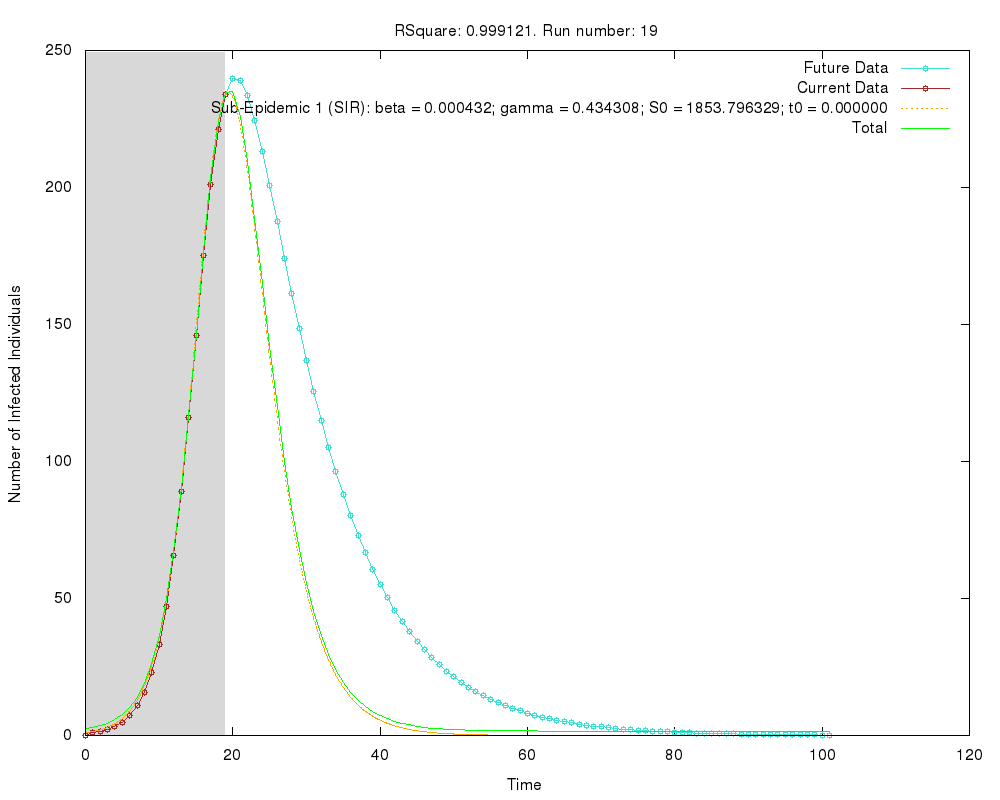 RSquare: 0.999121. Run number: 19
250
200
150
100
50
0
Future Data
Current Data
Sub-Epidemic 1 (SIR): beta = 0.000432; gamma = 0.434308; S0 = 1853.796329; t0 = 0.000000
Total
Number of Infected Individuals
0 20 40 60 80 100 120
Time